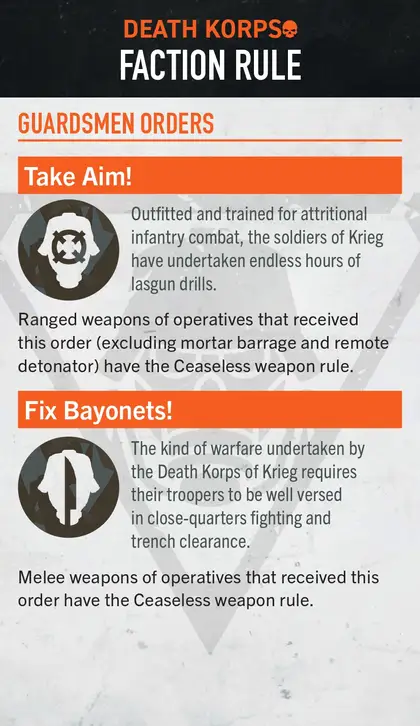 DEATH KORPS
FACTION RULE
GUARDSMEN ORDERS
Take Aim!
Outfitted and trained for attritional
infantry combat, the soldiers of Krieg
have undertaken endless hours of
lasgun drills.
Ranged weapons of operatives that received
this order (excluding mortar barrage and remote
detonator) have the Ceaseless weapon rule.
Fix Bayonets!
The kind of warfare undertaken by
the Death Korps of Krieg requires
their troopers to be well versed
in close-quarters fighting and
trench clearance.
Melee weapons of operatives that received this
order have the Ceaseless weapon rule.